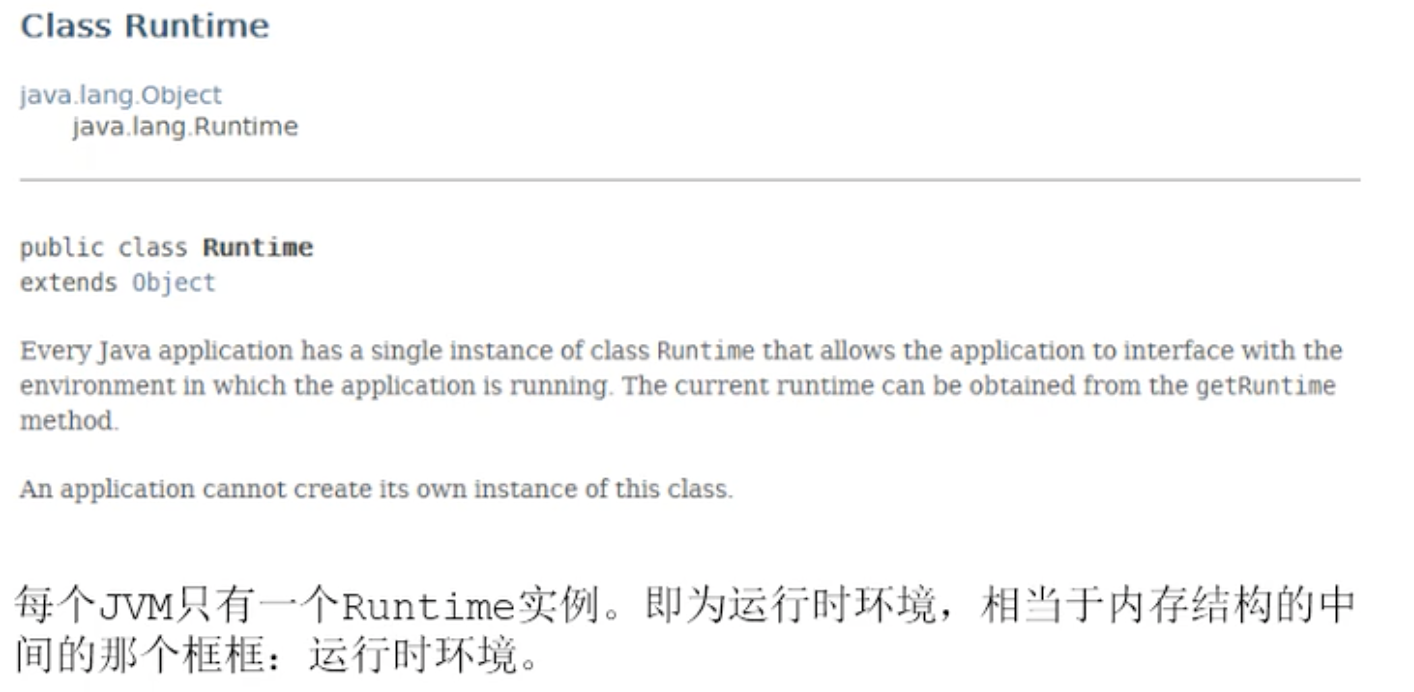 Class Runtime
java.lang.Object
java.lang.Runtime
public class Runtime
extends Object
Every Java application has a single instance of class Runtime that allows the application to interface with the
environment in which the application is running. The current runtime can be obtained from the getRuntime
method.
An application cannot create its own instance of this class.
每个JVM只有一个Runtime实例。即为运行时环境，相当于内存结构的中
间的那个框框：运行时环境。